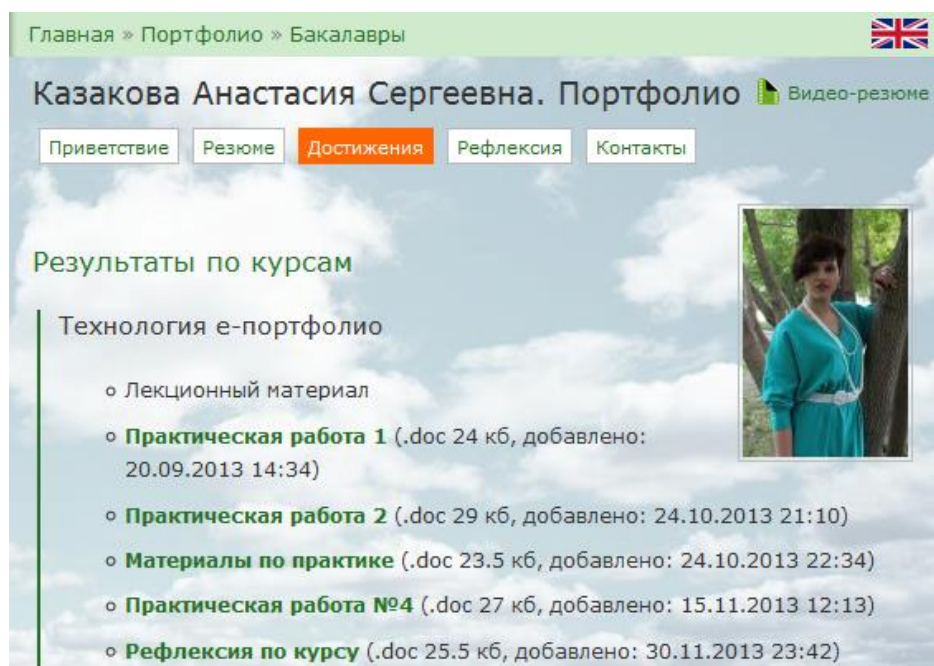 Главная » Портфолио » Бакалавры
Казакова Анастасия Сергеевна. Портфолио Видео-резюме
Приветствие Резюме Достижения Рефлексия Контакты
Результаты по курсам
Технология е-портфолио
Лекционный материал
Практическая работа 1 (.doc 24 кб, добавлено:
20.09.2013 14:34)
Практическая работа 2 (.doc 29 кб, добавлено: 24.10.2013 21:10)
Материалы по практике (.doc 23.5 кб, добавлено: 24.10.2013 22:34)
Практическая работа №4 (.doc 27 кб, добавлено: 15.11.2013 12:13)
Рефлексия по курсу (.doc 25.5 кб, добавлено: 30.11.2013 23:42)